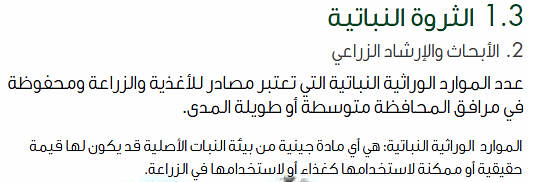 1.3 الثروة النباتية
2. الأبحاث والإرشاد الزراعي
عدد الموارد الوراثية النباتية التي تعتبر مصادر للأغذية والزراعة ومحفوظة
في مرافق المحافظة متوسطة أو طويلة المدى.
الموارد الوراثية النباتية: هي أي مادة جينية من بيئة النبات الأصلية قد يكون لها قيمة
حقيقية أو ممكنة لاستخدامها كغذاء أو لاستخدامها في الزراعة.